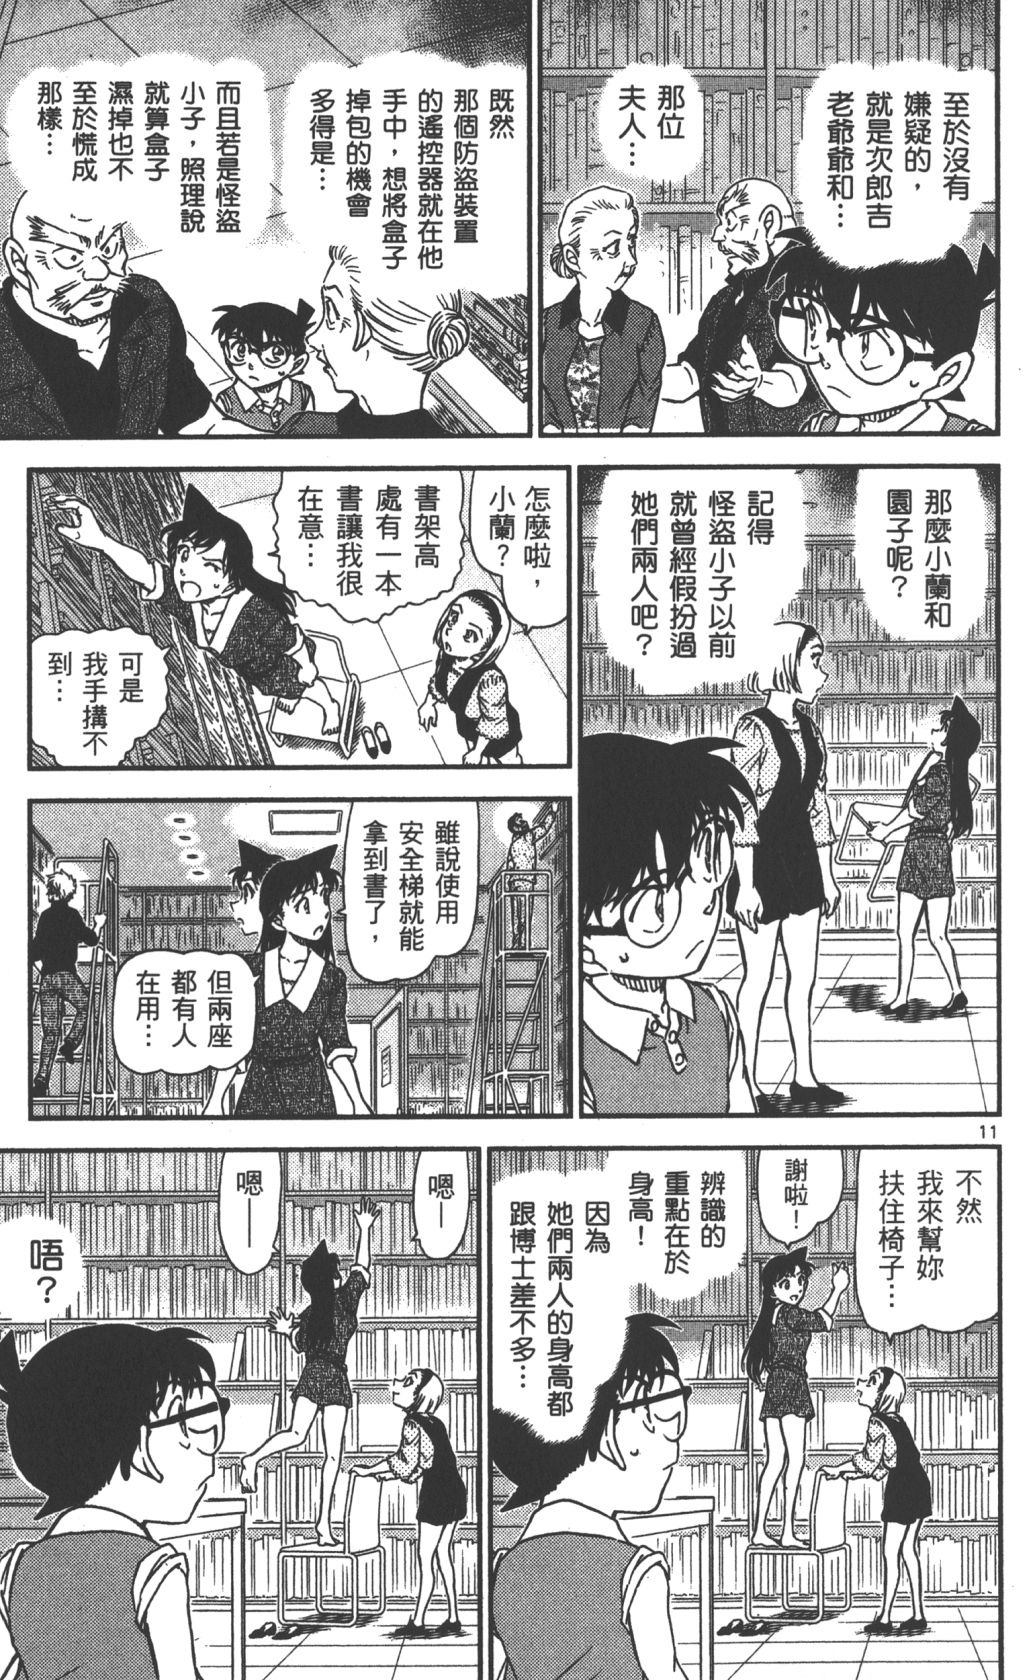 至於沒有
嫌疑的，
就是次郎吉
老爺爺和…
那位
夫人…
既然
那個防盜裝置
的遙控器就在他
手中，想將盒子
掉包的機會
多得是…
而且若是怪盜
小子，照理說
就算盒子
濕掉也不
至於慌成
那樣…
那麼小蘭和
園子呢？
記得
怪盜小子以前
就曾經假扮過
她們兩人吧？
怎麼啦，
小蘭？
書架高
處有一本
書讓我很
在意…
可是
我手搆不
到…
雖說使用
安全梯就能
拿到書了，
但兩座
都有人
在用…
11
不然
我來幫妳
扶住椅子…
謝啦！
辨識的
重點在於
身高！
因為
她們兩人的身高都
跟博士差不多…
嗯—
嗯—
唔？